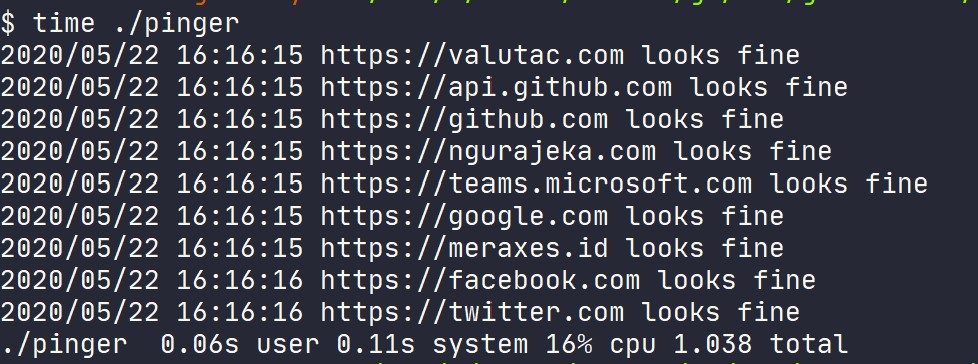 $ time ./pinger
2020/05/22 16:16:15 https://valutac.com looks fine
2020/05/22 16:16:15 https://api.github.com looks fine
2020/05/22 16:16:15 https://github.com looks fine
2020/05/22 16:16:15 https://ngurajeka.com looks fine
2020/05/22 16:16:15 https://teams.microsoft.com looks fine
2020/05/22 16:16:15 https://google.com looks fine
2020/05/22 16:16:15 https://meraxes.id looks fine
2020/05/22 16:16:16 https://facebook.com looks fine
2020/05/22 16:16:16 https://twitter.com looks fine
./pinger  0.06s user 0.11s system 16% cpu 1.038 total